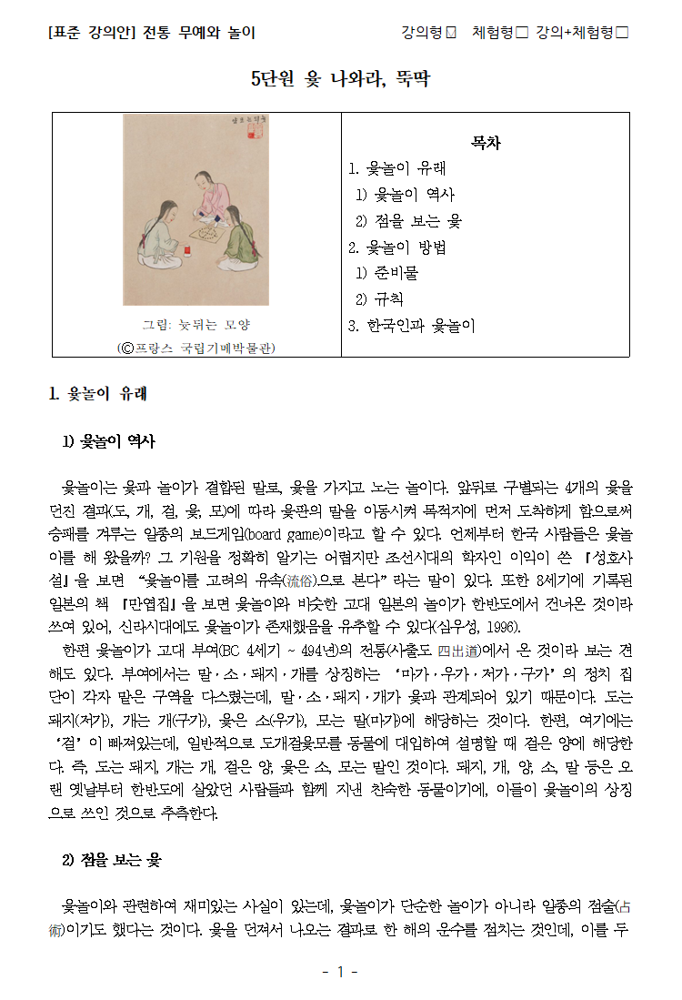 [표준 강의안] 전통 무예와 놀이 강의형☑ 체험형□ 강의+체험형□
5단원 윷 나와라, 뚝딱
그림: 늇뒤는 모양
(ⓒ프랑스 국립기메박물관)
목차
1. 윷놀이 유래
1) 윷놀이 역사
2) 점을 보는 윷
2. 윷놀이 방법
1) 준비물
2) 규칙
3. 한국인과 윷놀이
1. 윷놀이 유래
1) 윷놀이 역사
윷놀이는 윷과 놀이가 결합된 말로, 윷을 가지고 노는 놀이다. 앞뒤로 구별되는 4개의 윷을
던진 결과(도, 개, 걸, 윷, 모)에 따라 윷판의 말을 이동시켜 목적지에 먼저 도착하게 함으로써
승패를 겨루는 일종의 보드게임(board game)이라고 할 수 있다. 언제부터 한국 사람들은 윷놀
이를 해 왔을까? 그 기원을 정확히 알기는 어렵지만 조선시대의 학자인 이익이 쓴 『성호사
설』을 보면 “윷놀이를 고려의 유속(流俗)으로 본다”라는 말이 있다. 또한 8세기에 기록된
일본의 책 『만엽집』을 보면 윷놀이와 비슷한 고대 일본의 놀이가 한반도에서 건너온 것이라
쓰여 있어, 신라시대에도 윷놀이가 존재했음을 유추할 수 있다(심우성, 1996).
한편 윷놀이가 고대 부여(BC 4세기 ~ 494년)의 전통(사출도 四出道)에서 온 것이라 보는 견
해도 있다. 부여에서는 말·소·돼지·개를 상징하는 ‘마가·우가·저가·구가’의 정치 집
단이 각자 맡은 구역을 다스렸는데, 말·소·돼지·개가 윷과 관계되어 있기 때문이다. 도는
돼지(저가), 개는 개(구가), 윷은 소(우가), 모는 말(마가)에 해당하는 것이다. 한편, 여기에는
‘걸’이 빠져있는데, 일반적으로 도개걸윷모를 동물에 대입하여 설명할 때 걸은 양에 해당한
다. 즉, 도는 돼지, 개는 개, 걸은 양, 윷은 소, 모는 말인 것이다. 돼지, 개, 양, 소, 말 등은 오
랜 옛날부터 한반도에 살았던 사람들과 함께 지낸 친숙한 동물이기에, 이들이 윷놀이의 상징
으로 쓰인 것으로 추측한다.
2) 점을 보는 윷
윷놀이와 관련하여 재미있는 사실이 있는데, 윷놀이가 단순한 놀이가 아니라 일종의 점술(占
術)이기도 했다는 것이다. 윷을 던져서 나오는 결과로 한 해의 운수를 점치는 것인데, 이를 두
- 1 -